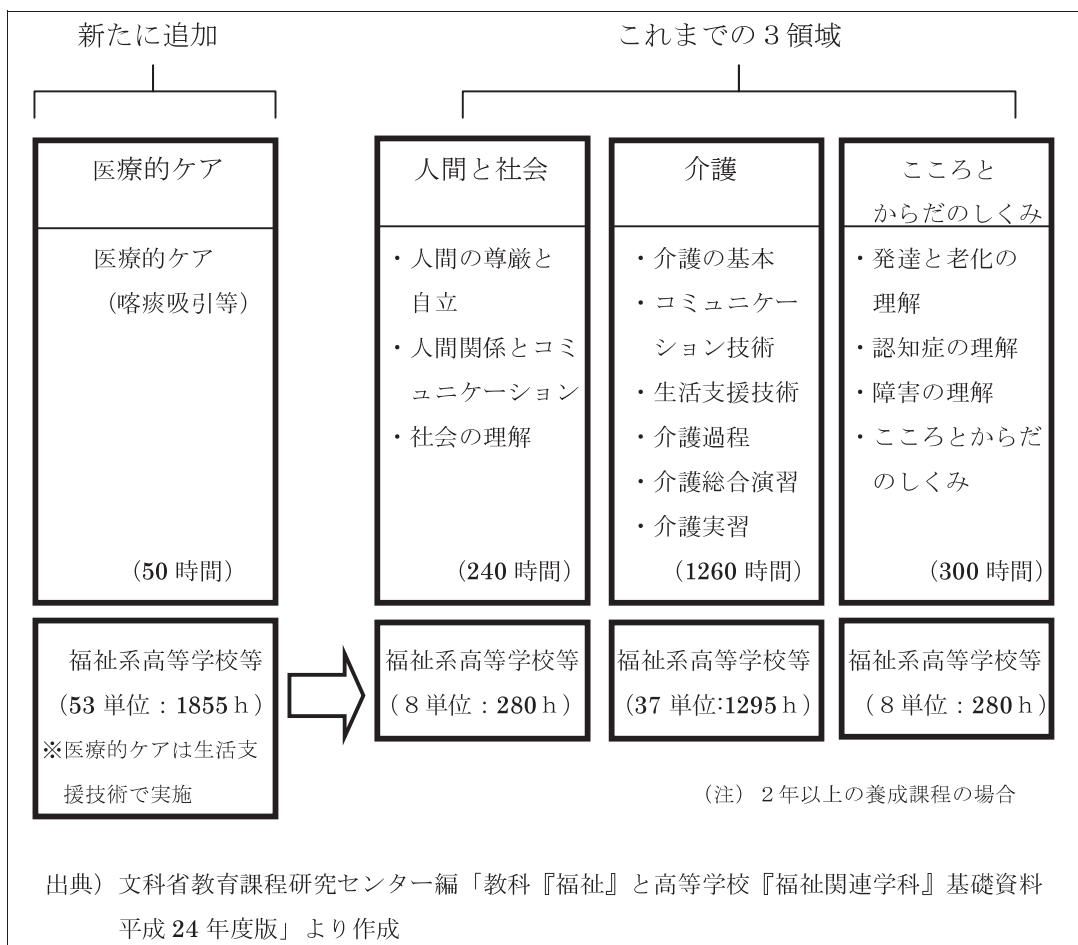 新たに追加
これまでの３領域
医療的ケア
医療的ケア
（喀痰吸引等）
（50 時間）
人間と社会
・人間の尊厳と
自立
・人間関係とコミ
ュニケーション
・社会の理解
（240 時間）
介護
・介護の基本
・コミュニケー
ション技術
・生活支援技術
・介護過程
・介護総合演習
・介護実習
（1260 時間）
こころと
からだのしくみ
・発達と老化の
理解
・認知症の理解
・障害の理解
・こころとからだ
のしくみ
（300 時間）
福祉系高等学校等
（53 単位：1855ｈ）
※医療的ケアは生活支
援技術で実施
福祉系高等学校等
（８単位：280ｈ）
福祉系高等学校等
（37 単位:1295ｈ）
福祉系高等学校等
（８単位：280ｈ）
（注）２年以上の養成課程の場合
出典）文科省教育課程研究センター編「教科『福祉』と高等学校『福祉関連学科』基礎資料
平成 24 年度版」より作成